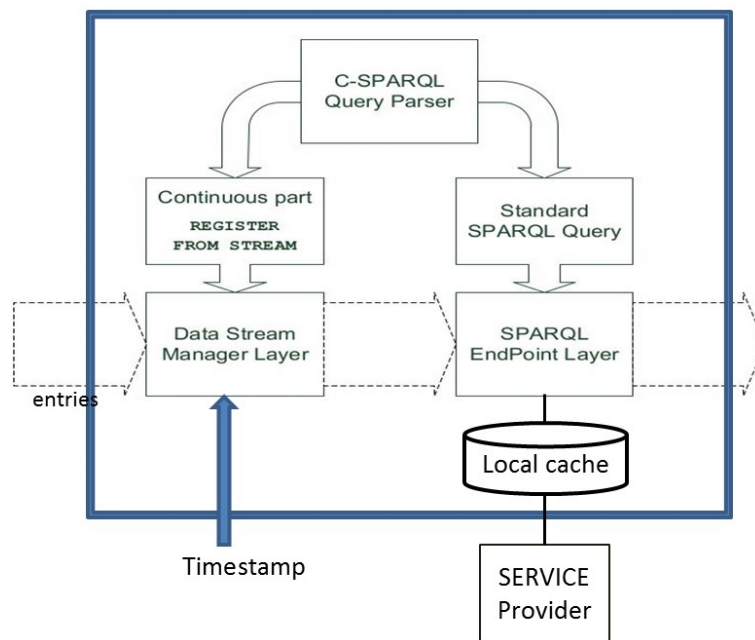 C-SPARQL
Query Parser
Continuous part
REGISTER
FROM STREAM
Standard
SPARQL Query
Data Stream
Manager Layer
SPARQL
EndPoint Layer
entries
Local cache
Timestamp
SERVICE
Provider